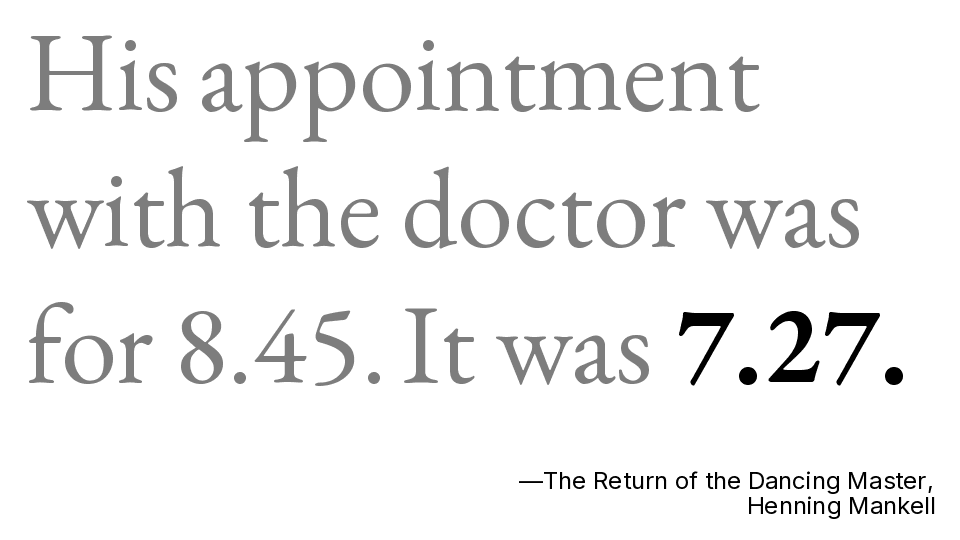 His appointment
with the doctor was
for 8.45. It was 7.27.
—The Return of the Dancing Master,
Henning Mankell